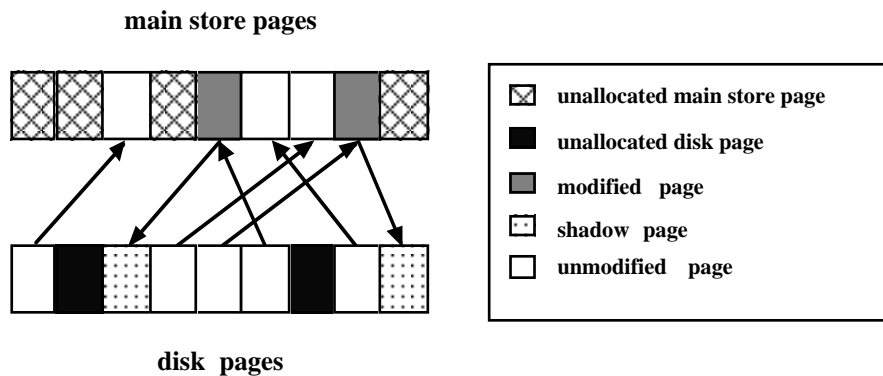 main store pages
unallocated main store page
unallocated disk page
modified page
shadow page
unmodified page
disk pages